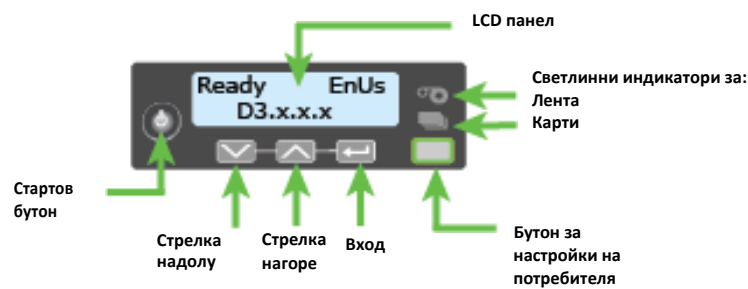 LCD панел
Светлинни индикатори за:
Лента
Карти
Ready EnUs
D3.x.x.x
Стартов
бутон
Стрелка
надолу
Стрелка
нагоре
Вход
Бутон за
настройки на
потребителя